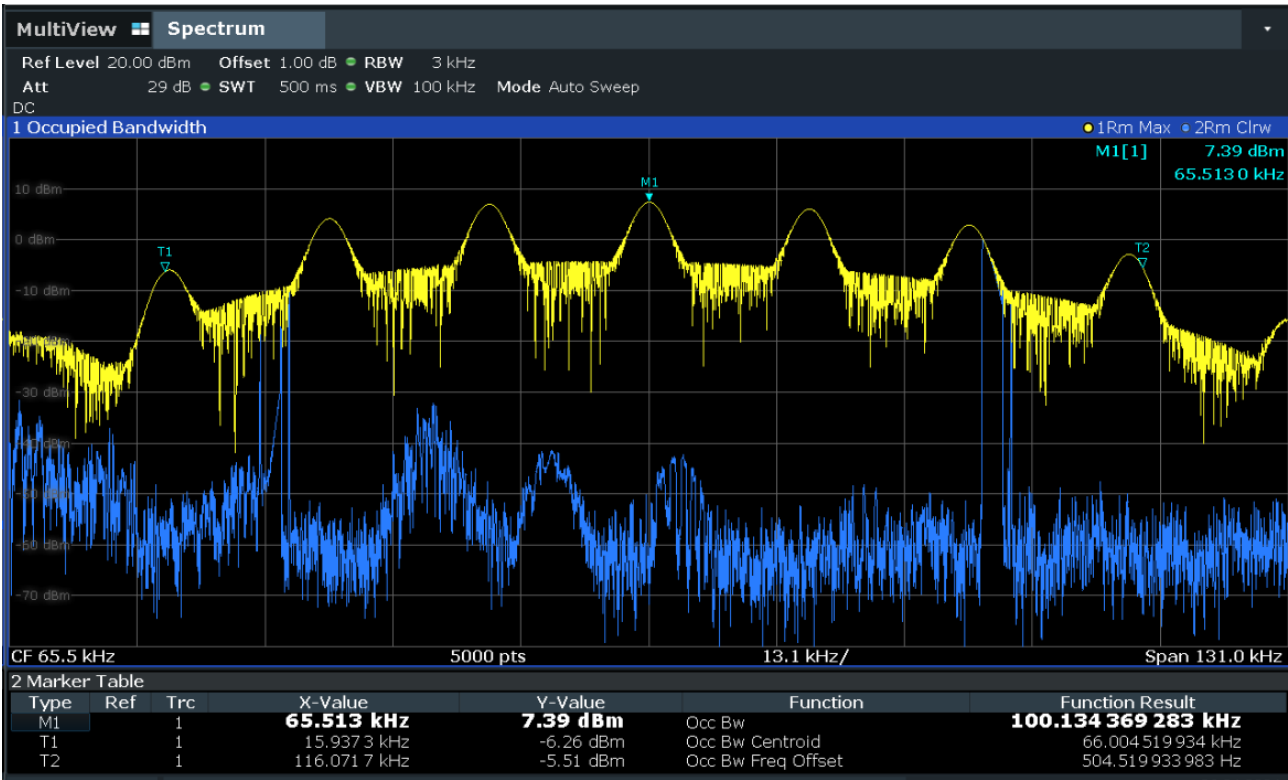 MultiView Spectrum
Ref Level 20.00 dBm Offset 1.00 dB RBW 3 kHz
Att 29 dB SWT 500 ms VBW 100 kHz Mode Auto Sweep
DC
1 Occupied Bandwidth 1Rm Max 2Rm Clrw
M1[1] 7.39 dBm
65.5130 kHz
M1
10 dBm
T1 0 dBm T2
-10 dBm
-30 dBm
-70 dBm
CF 65.5 kHz 5000 pts 13.1 kHz/ Span 131.0 kHz
2 Marker Table
Type Ref Trc X-Value Y-Value Function Function Result
M1 1 65.513 kHz 7.39 dBm Occ Bw 100.134 369 283 kHz
T1 1 15.937 3 kHz -6.26 dBm Occ Bw Centroid 66.004 519 934 kHz
T2 1 116.071 7 kHz -5.51 dBm Occ Bw Freq Offset 504.519 933 983 Hz